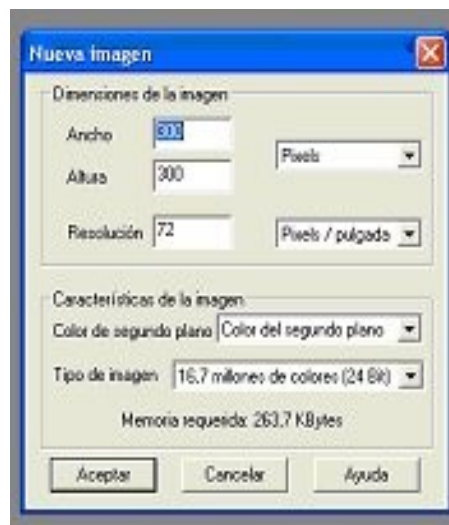 Nueva imagen
Dimensiones de la imagen
Ancho 300
Pixels
Altura 300
Resolución 72 Pixels / pulgada
Características de la imagen
Color de segundo plano Color del segundo plano
Tipo de imagen 16,7 millones de colores (24 Bit)
Memoria requerida: 263,7 KBytes
Aceptar Cancelar Ayuda